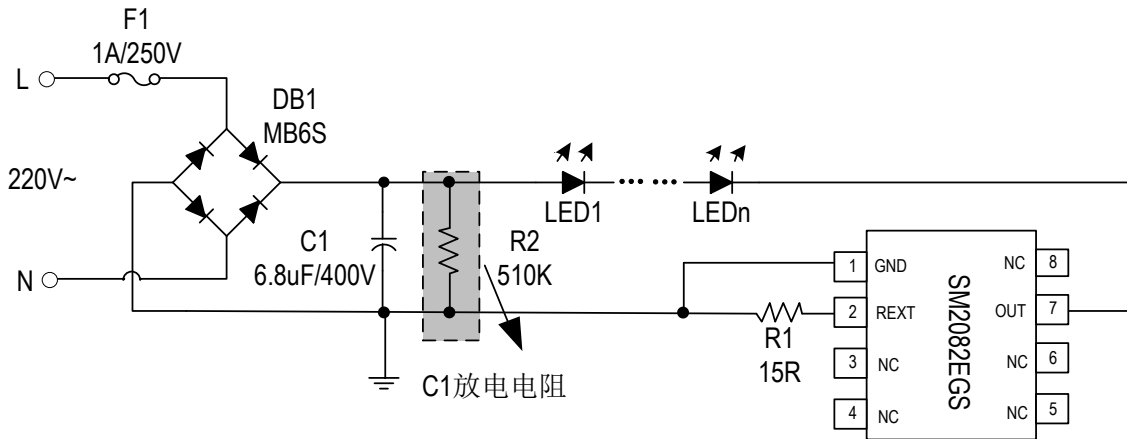 F1
1A/250V
L
DB1
MB6S
220V~
LED1
LEDn
N
C1
6.8uF/400V
R2
510K
C1放电电阻
R1
15R
1 GND
2 REXT
3 NC
4 NC
SM2082EGS
NC 8
OUT 7
NC 6
NC 5